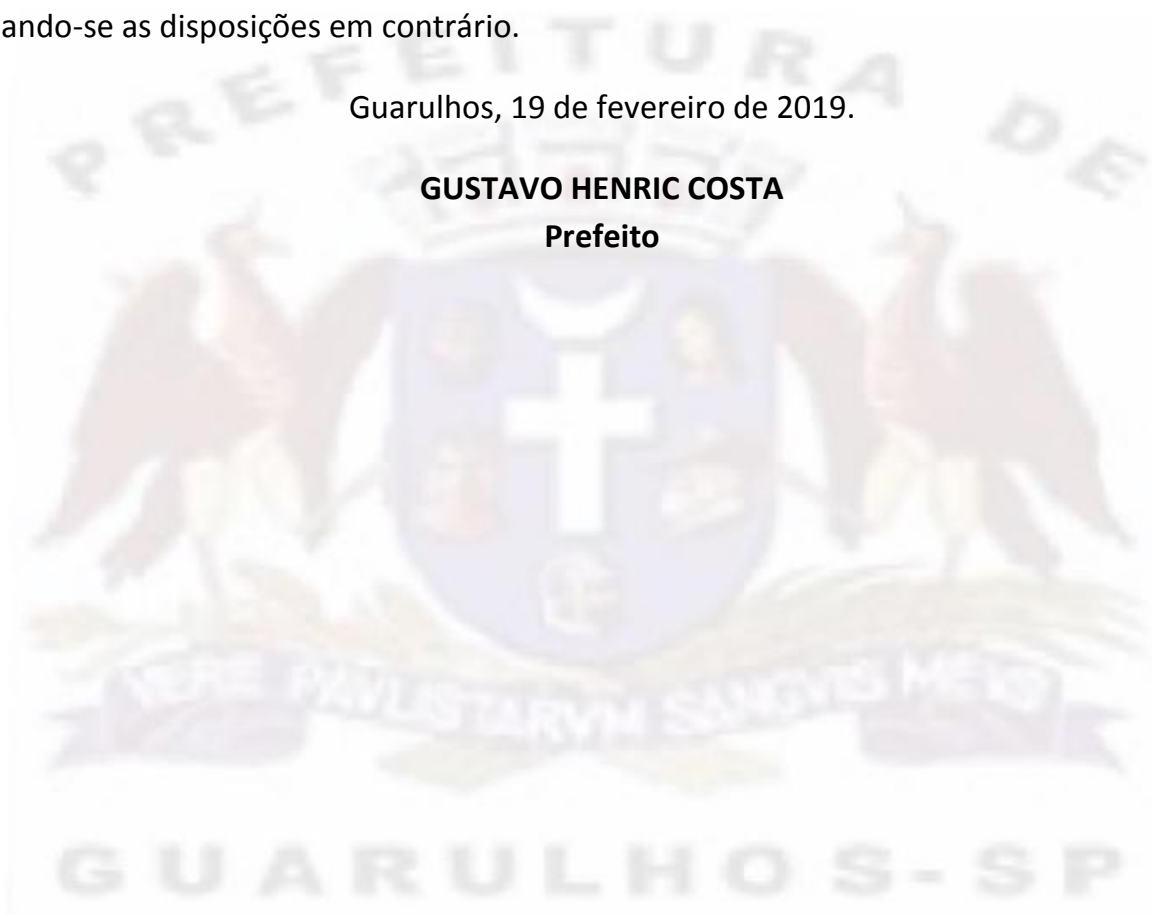 ando-se as disposições em contrário.
PREFEITURA DE
Guarulhos, 19 de fevereiro de 2019.
GUSTAVO HENRIC COSTA
Prefeito
VERE PAVLISTARVM SANGVIS MEVS
GUARULHOS-SP